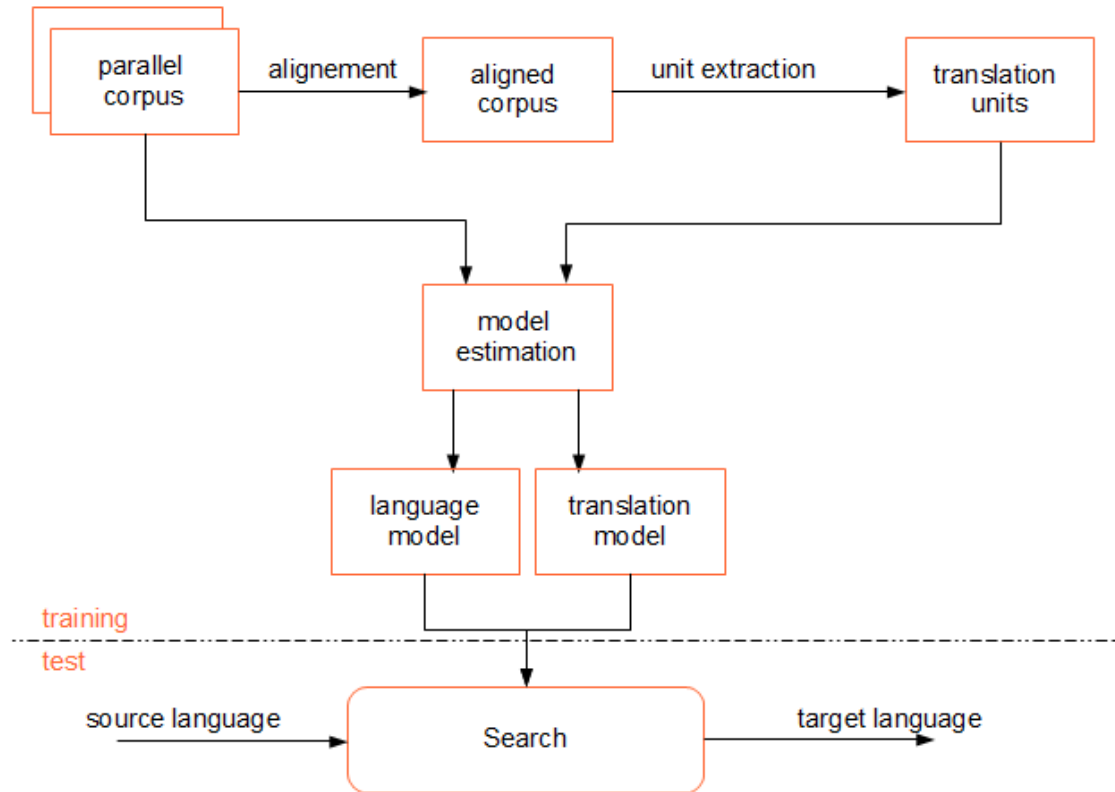 parallel
corpus
alignement
aligned
corpus
unit extraction
translation
units
model
estimation
language
model
translation
model
training
test
source language
Search
target language